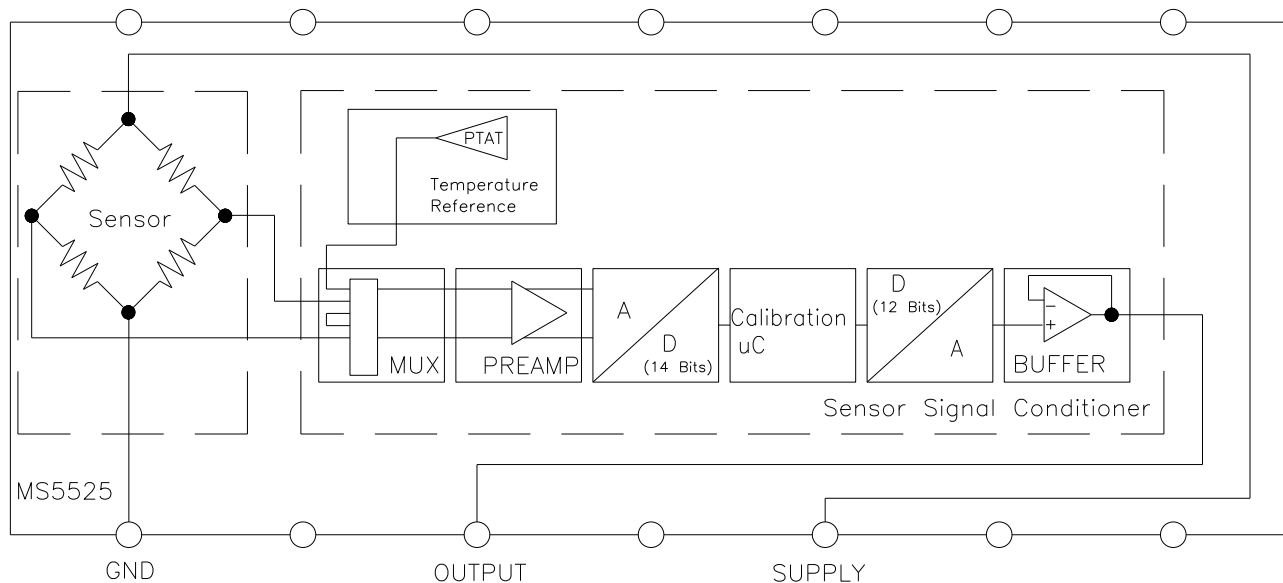 PTAT
Temperature
Reference
Sensor
MUX
PREAMP
A
D
(14 Bits)
Calibration
uC
D
(12 Bits)
A
-
+
BUFFER
Sensor Signal Conditioner
MS5525
GND
OUTPUT
SUPPLY